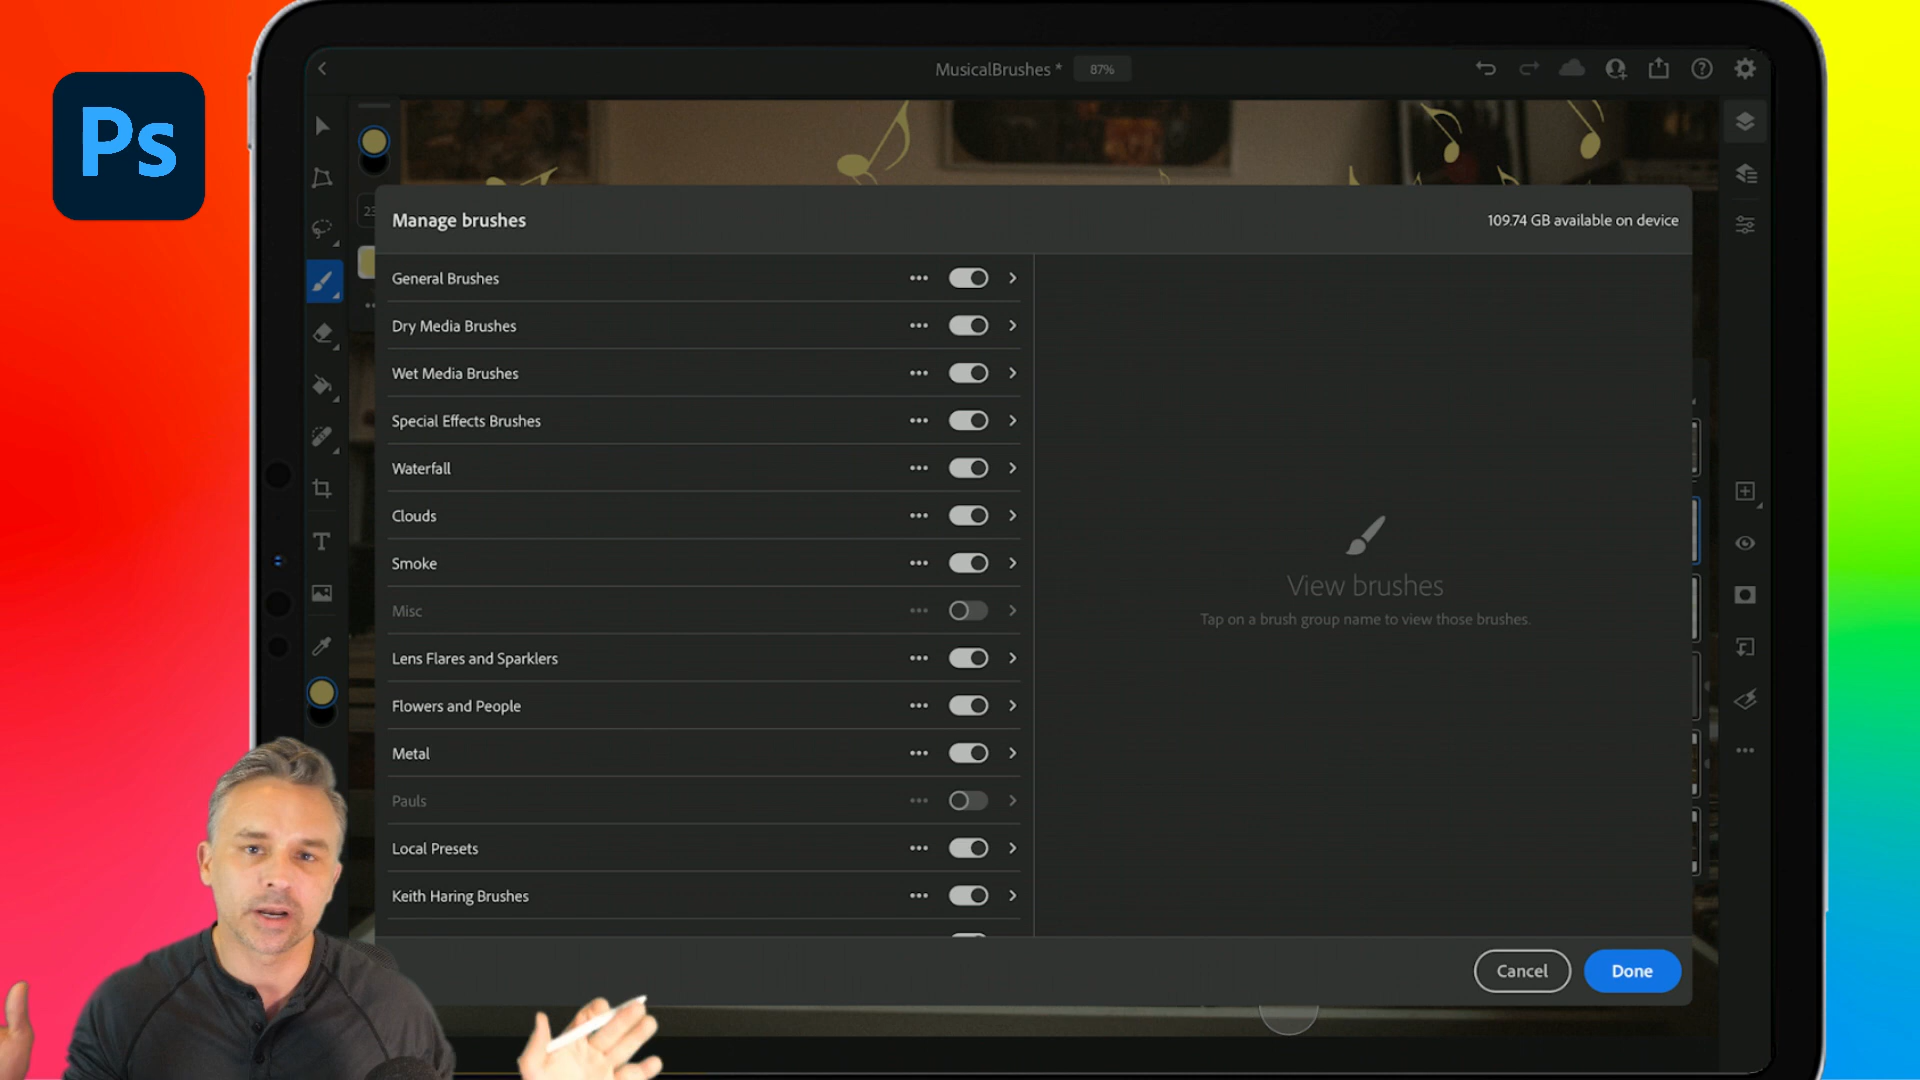 Ps
MusicalBrushes * 87%
Manage brushes
109.74 GB available on device
General Brushes
Dry Media Brushes
Wet Media Brushes
Special Effects Brushes
Waterfall
Clouds
Smoke
Misc
Lens Flares and Sparklers
Flowers and People
Metal
Pauls
Local Presets
Keith Haring Brushes
View brushes
Tap on a brush group name to view those brushes.
Cancel
Done